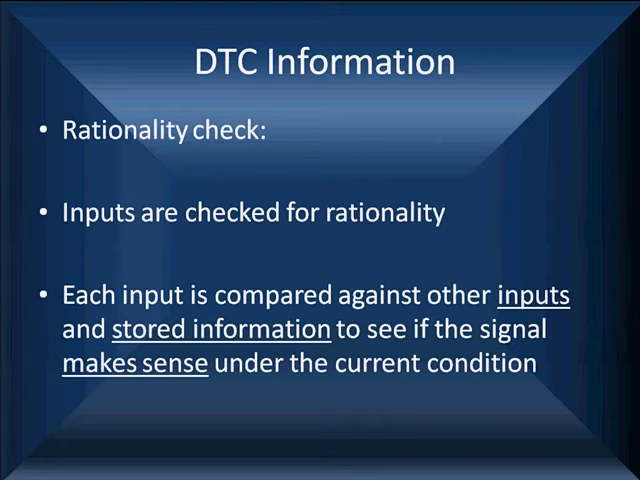 DTC Information
• Rationality check:
• Inputs are checked for rationality
• Each input is compared against other inputs
and stored information to see if the signal
makes sense under the current condition